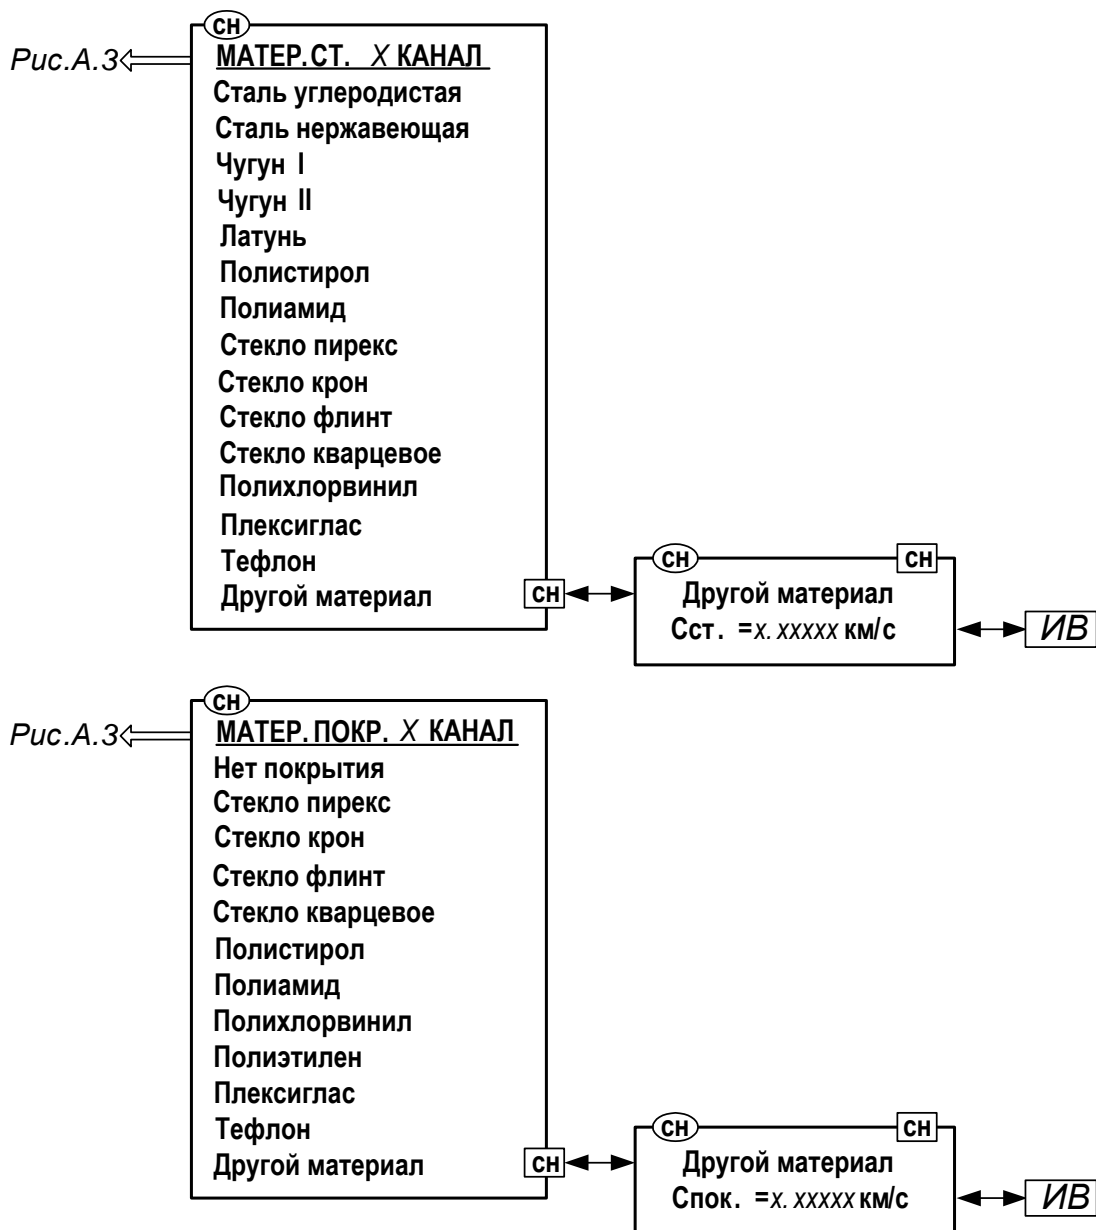 СН
Рис.А.3
МАТЕР.СТ. X КАНАЛ
Сталь углеродистая
Сталь нержавеющая
Чугун I
Чугун II
Латунь
Полистирол
Полиамид
Стекло пирекс
Стекло крон
Стекло флинт
Стекло кварцевое
Полихлорвинил
Плексиглас
Тефлон
Другой материал
СН
СН
СН
Другой материал
Сст. =x.xxxxx км/с
ИВ
СН
Рис.А.3
МАТЕР.ПОКР. X КАНАЛ
Нет покрытия
Стекло пирекс
Стекло крон
Стекло флинт
Стекло кварцевое
Полистирол
Полиамид
Полихлорвинил
Полиэтилен
Плексиглас
Тефлон
Другой материал
СН
СН
СН
Другой материал
Спок. =x.xxxxx км/с
ИВ